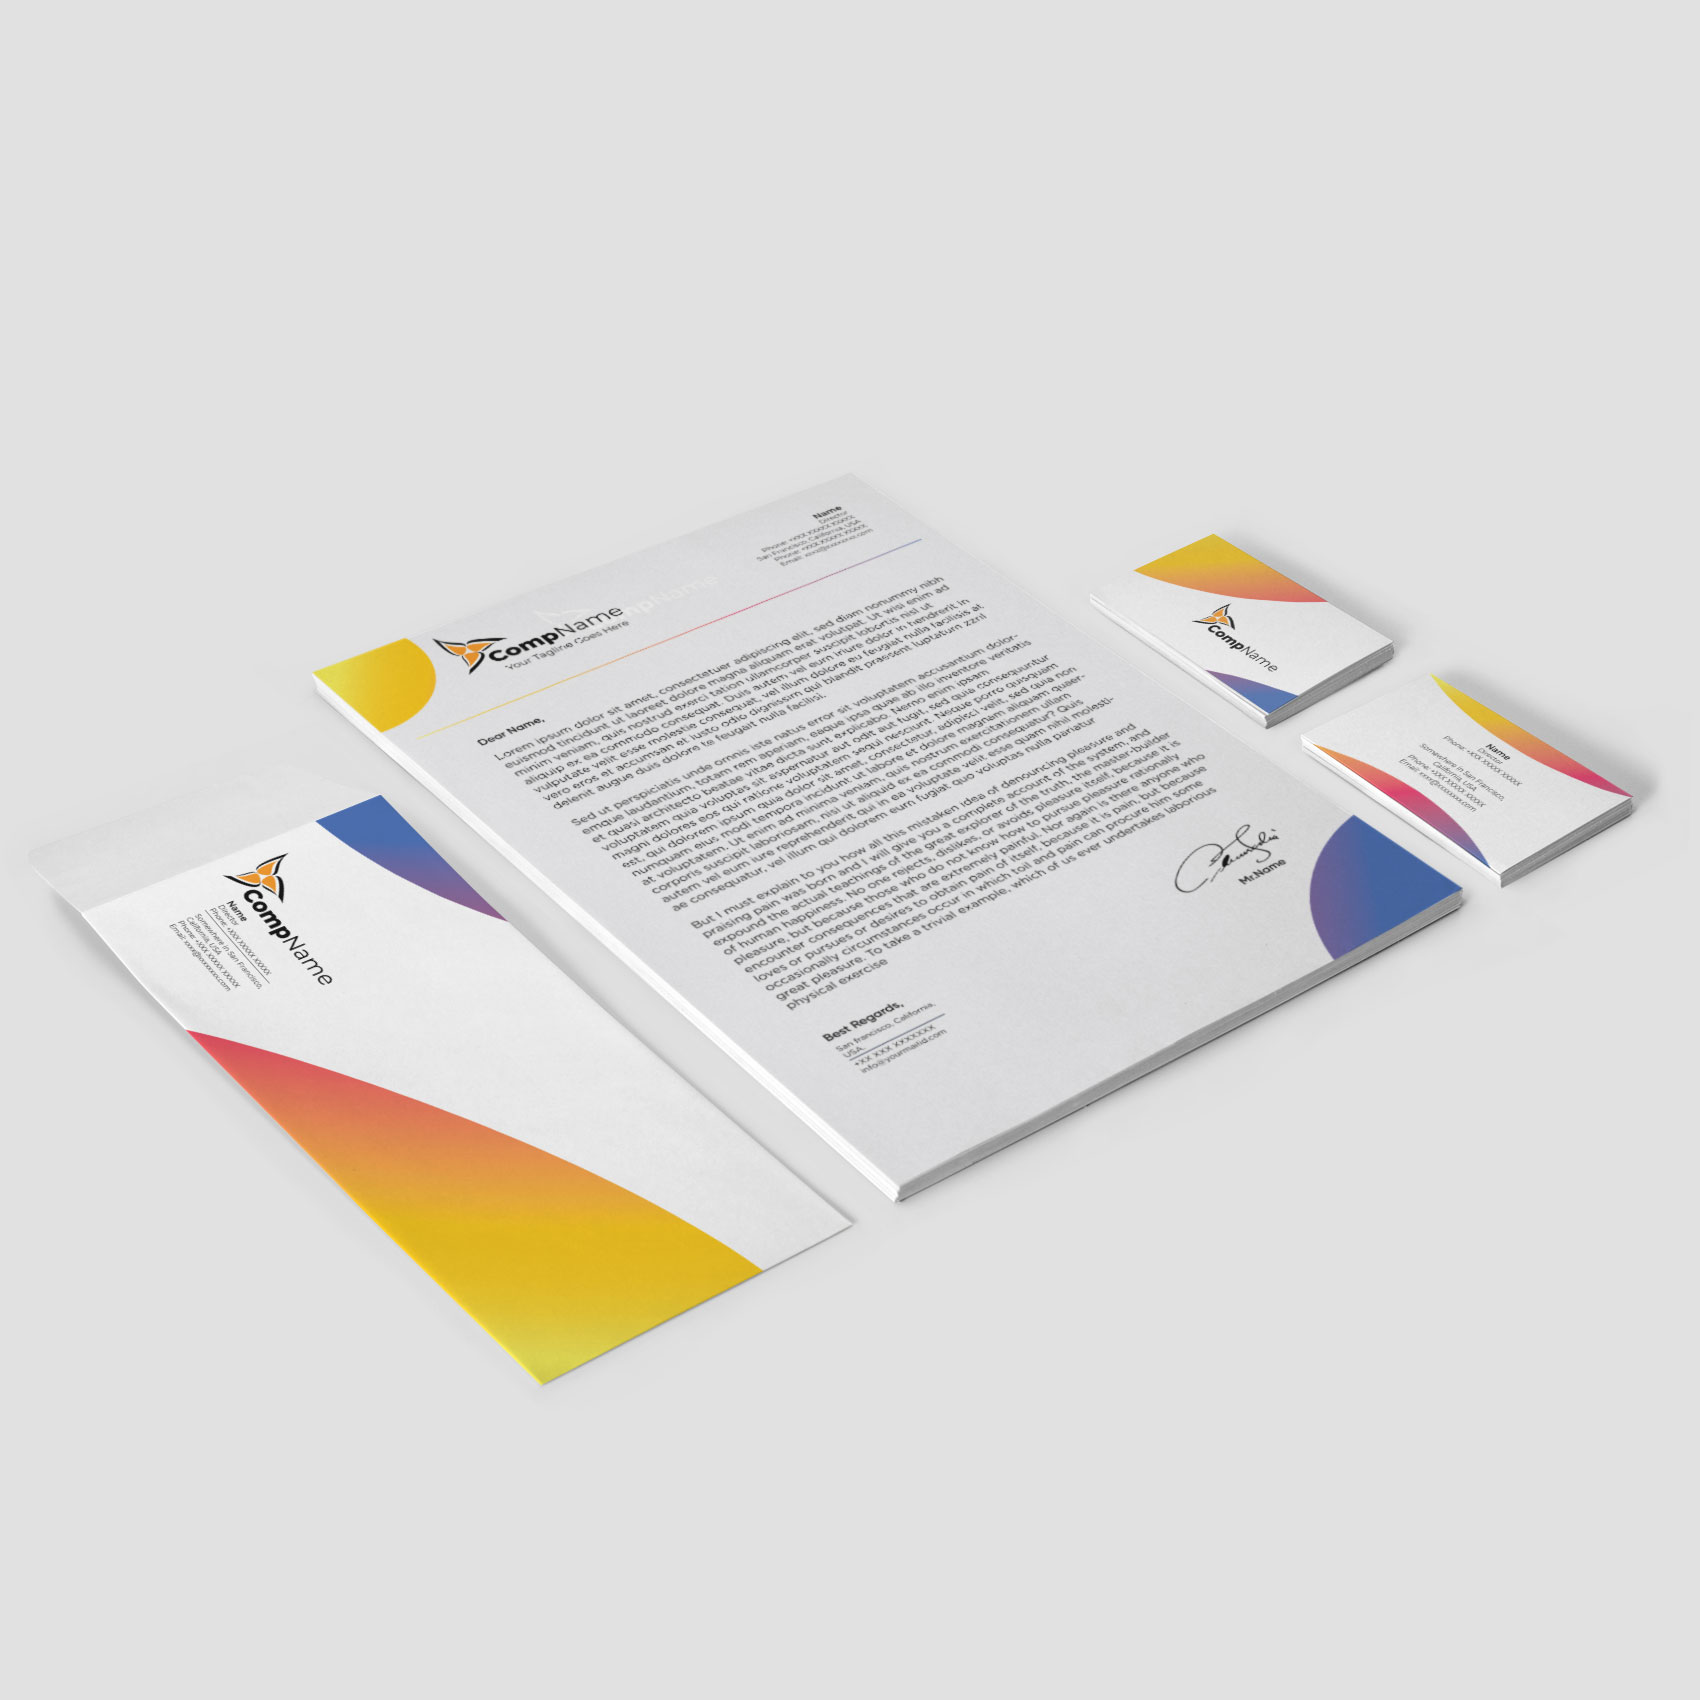 CompName
Your Tagline Goes Here
Name
Director
Phone: +XXX XXXXX XXXXX
San Francisco, California, USA
Phone: +XXX XXXXX XXXXX
Email: xxxx@xxxxxxxx.com
Dear Name,
Lorem ipsum dolor sit amet, consectetuer adipiscing elit, sed diam nonummy nibh
euismod tincidunt ut laoreet dolore magna aliquam erat volutpat. Ut wisi enim ad
minim veniam, quis nostrud exerci tation ullamcorper suscipit lobortis nisl ut
aliquip ex ea commodo consequat. Duis autem vel eum iriure dolor in hendrerit in
vulputate velit esse molestie consequat, vel illum dolore eu feugiat nulla facilisis at
vero eros et accumsan et iusto odio dignissim qui blandit praesent luptatum zzril
delenit augue duis dolore te feugait nulla facilisi.
Sed ut perspiciatis unde omnis iste natus error sit voluptatem accusantium dolor-
emque laudantium, totam rem aperiam, eaque ipsa quae ab illo inventore veritatis
et quasi architecto beatae vitae dicta sunt explicabo. Nemo enim ipsam
voluptatem quia voluptas sit aspernatur aut odit aut fugit, sed quia consequuntur
magni dolores eos qui ratione voluptatem sequi nesciunt. Neque porro quisquam
est, qui dolorem ipsum quia dolor sit amet, consectetur, adipisci velit, sed quia non
numquam eius modi tempora incidunt ut labore et dolore magnam aliquam quaer-
at voluptatem. Ut enim ad minima veniam, quis nostrum exercitationem ullam
corporis suscipit laboriosam, nisi ut aliquid ex ea commodi consequatur? Quis
autem vel eum iure reprehenderit qui in ea voluptate velit esse quam nihil molesti-
ae consequatur, vel illum qui dolorem eum fugiat quo voluptas nulla pariatur
But I must explain to you how all this mistaken idea of denouncing pleasure and
praising pain was born and I will give you a complete account of the system, and
expound the actual teachings of the great explorer of the truth, the master-builder
of human happiness. No one rejects, dislikes, or avoids pleasure itself, because it is
pleasure, but because those who do not know how to pursue pleasure rationally
encounter consequences that are extremely painful. Nor again is there anyone who
loves or pursues or desires to obtain pain of itself, because it is pain, but because
occasionally circumstances occur in which toil and pain can procure him some
great pleasure. To take a trivial example, which of us ever undertakes laborious
physical exercise
Best Regards,
San francisco, California,
USA.
+XX XXX XXXXXXX
info@yourmailid.com
Mr.Name
CompName
Name
Director
Phone: +XXX XXXXX XXXXX
Somewhere in San Francisco,
California, USA
Phone: +XXX XXXXX XXXXX
Email: xxxx@xxxxxxxx.com
CompName
Name
Director
Phone: +XXX XXXXX XXXXX
Somewhere in San Francisco,
California, USA
Phone: +XXX XXXXX XXXXX
Email: xxxx@xxxxxxxx.com